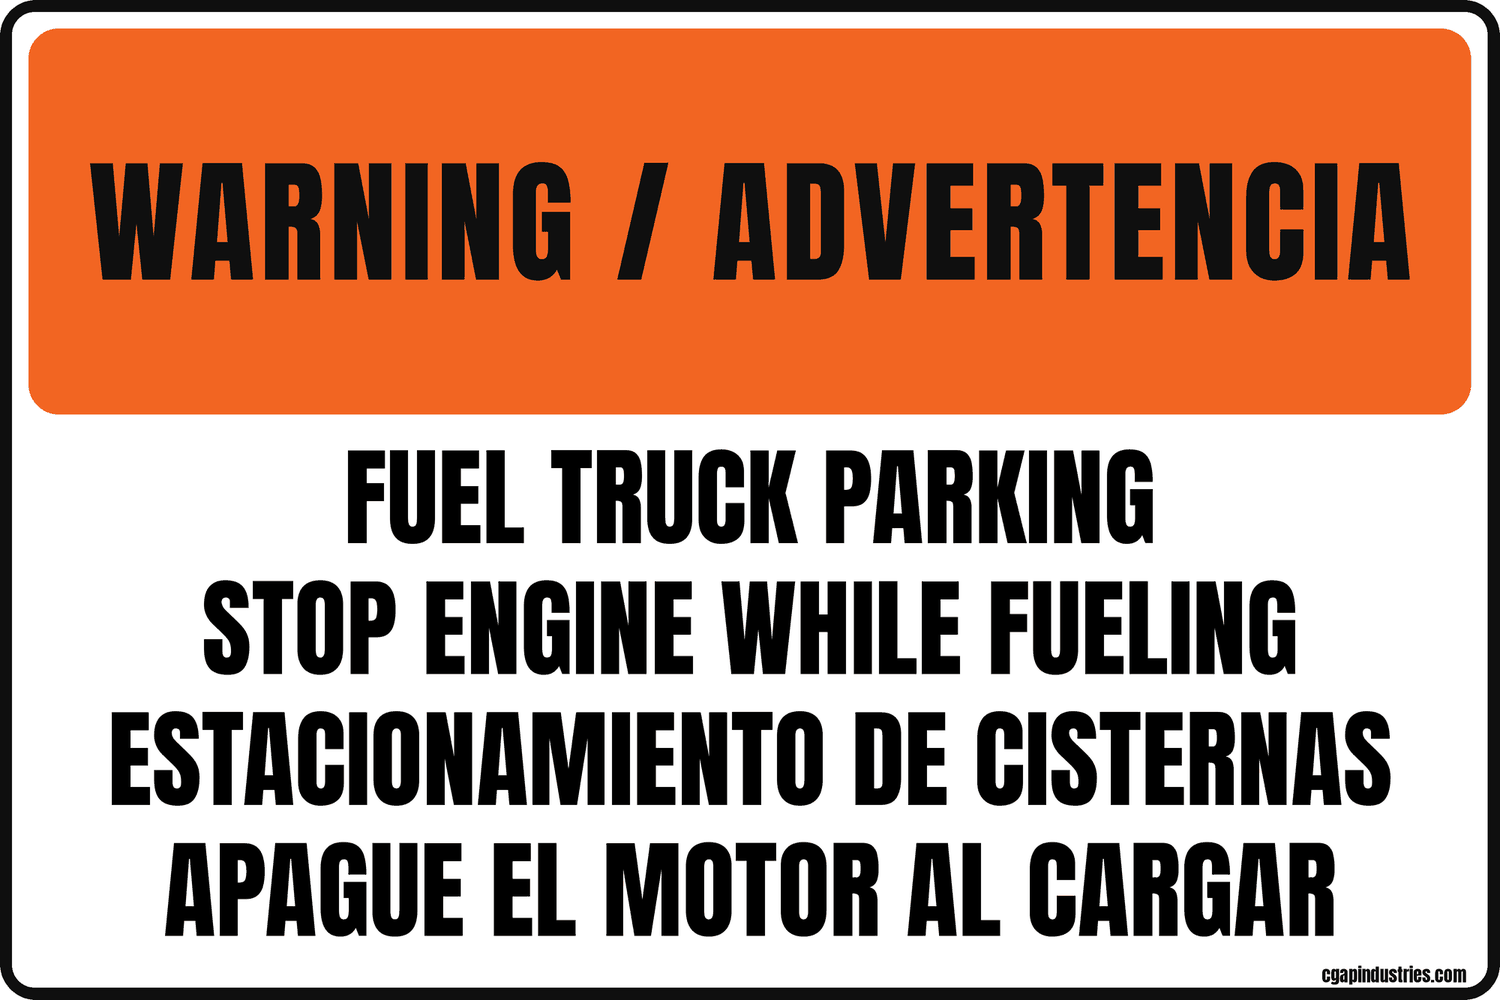 WARNING / ADVERTENCIA
FUEL TRUCK PARKING
STOP ENGINE WHILE FUELING
ESTACIONAMIENTO DE CISTERNAS
APAGUE EL MOTOR AL CARGAR
cgapindustries.com